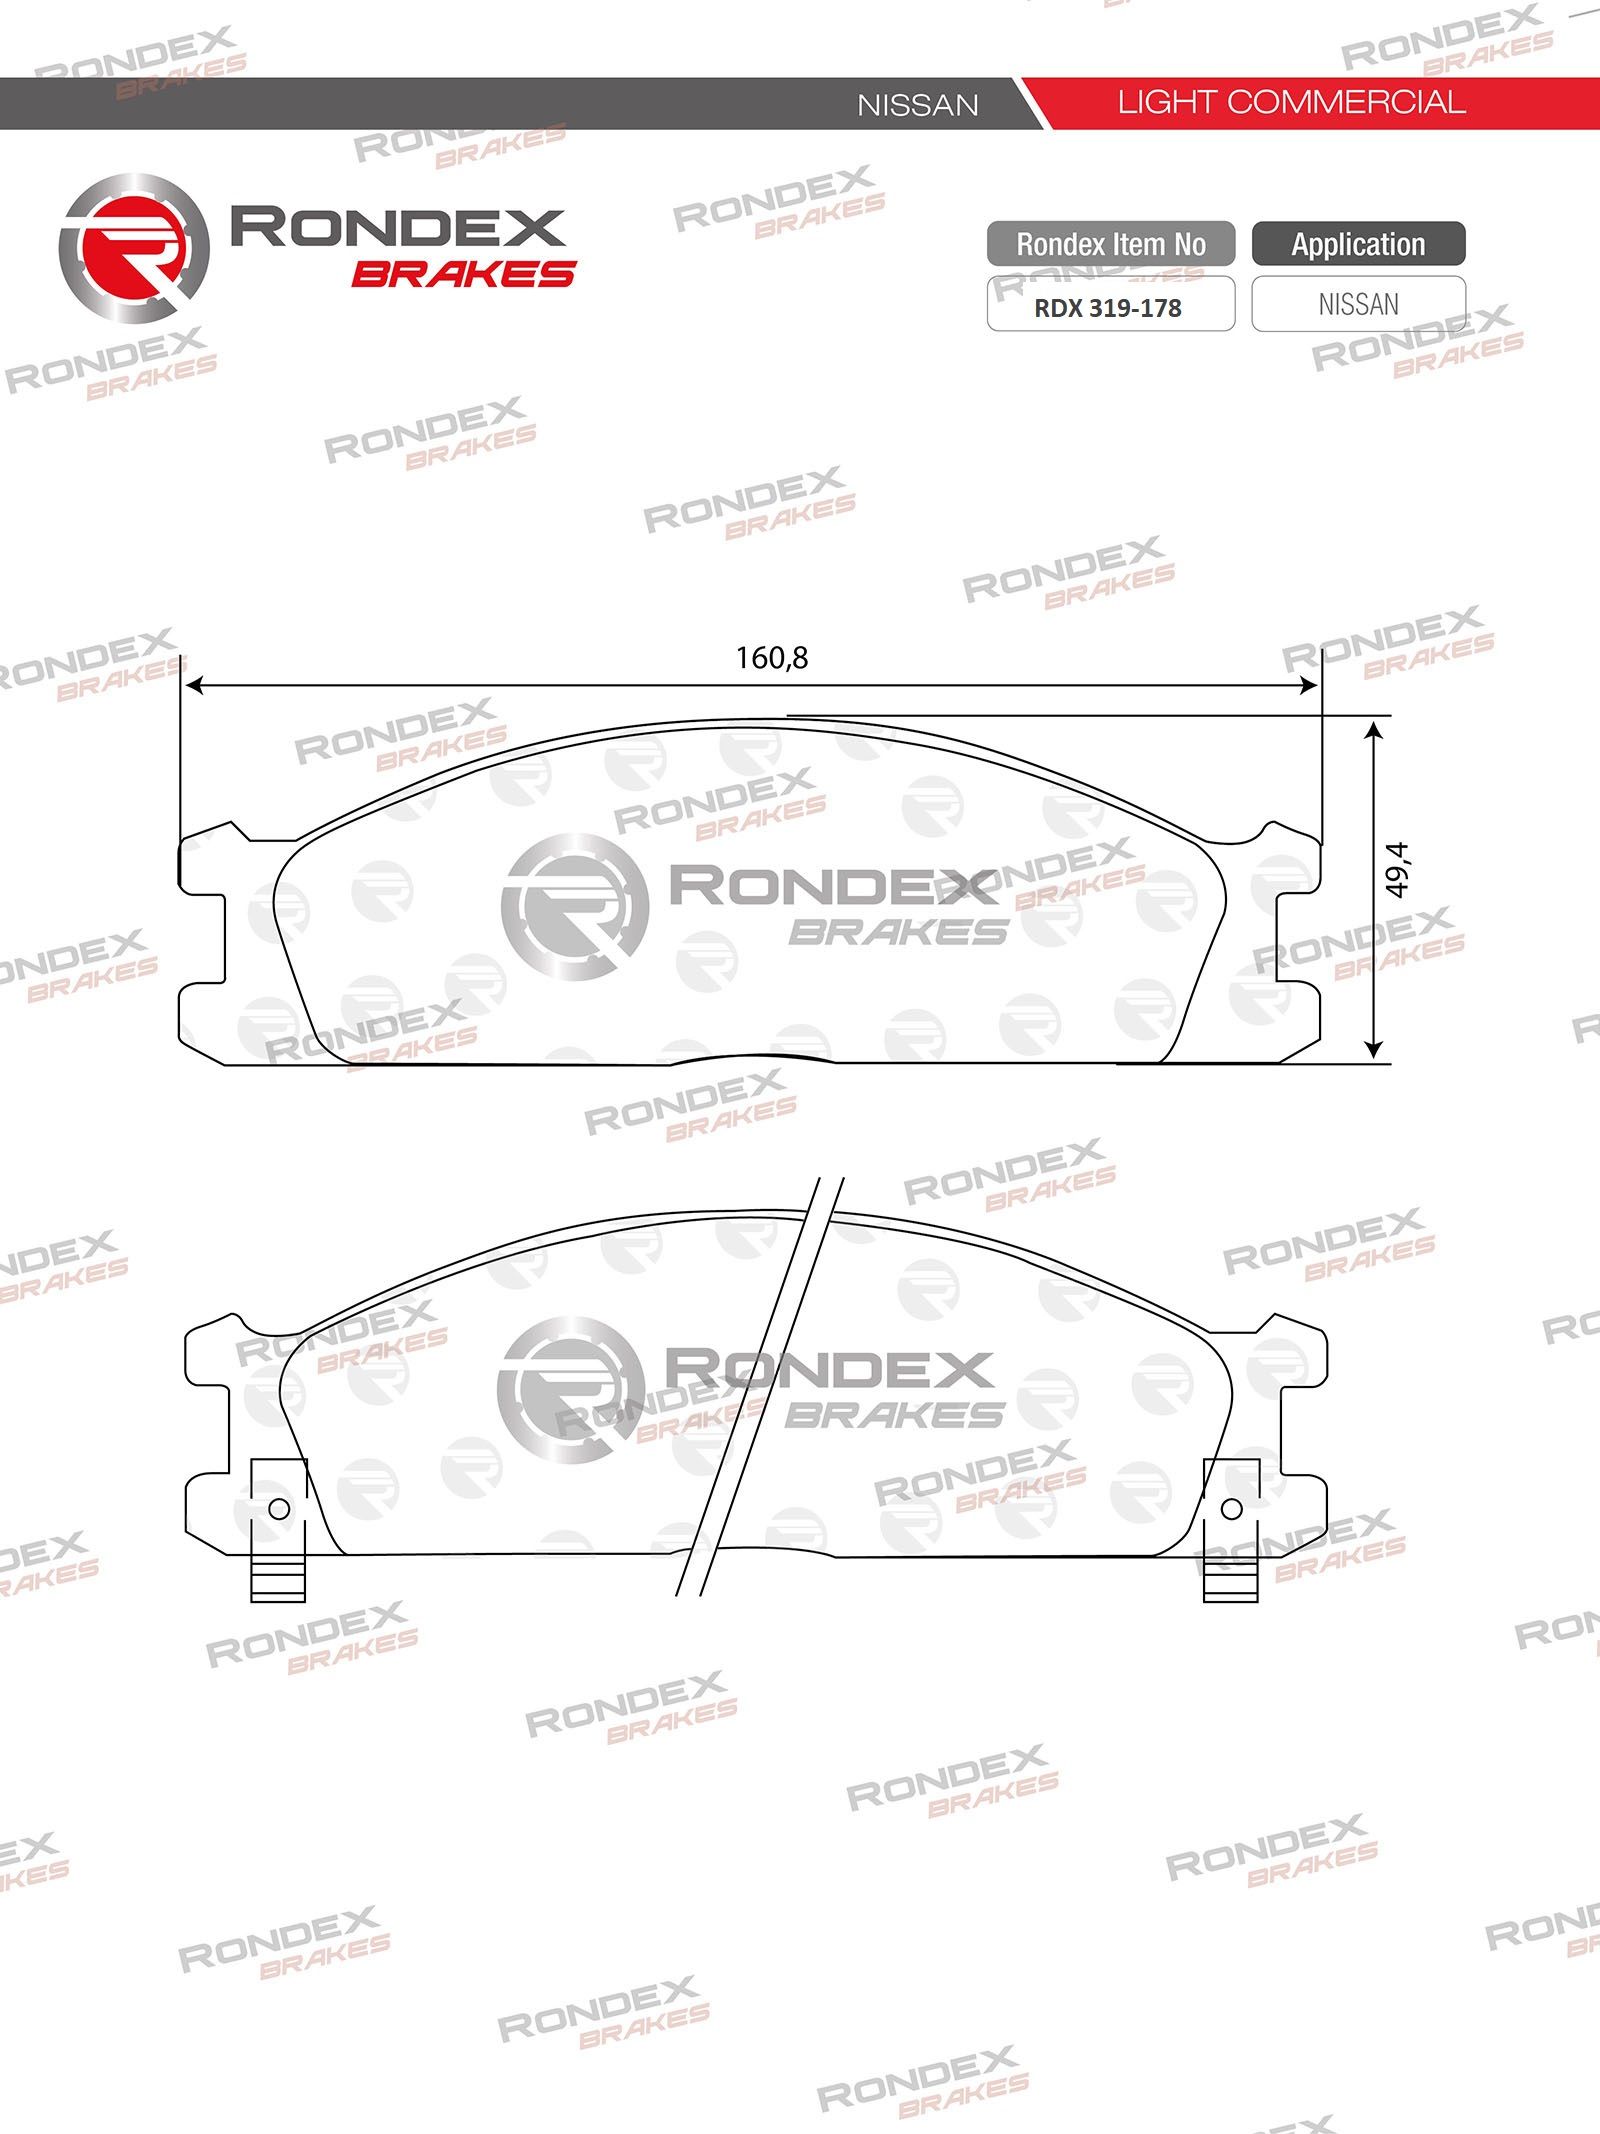 NISSAN
LIGHT COMMERCIAL
RONDEX
BRAKES
Rondex Item No
Application
RDX 319-178
NISSAN
160,8
49,4
RONDEX
BRAKES
RONDEX
BRAKES